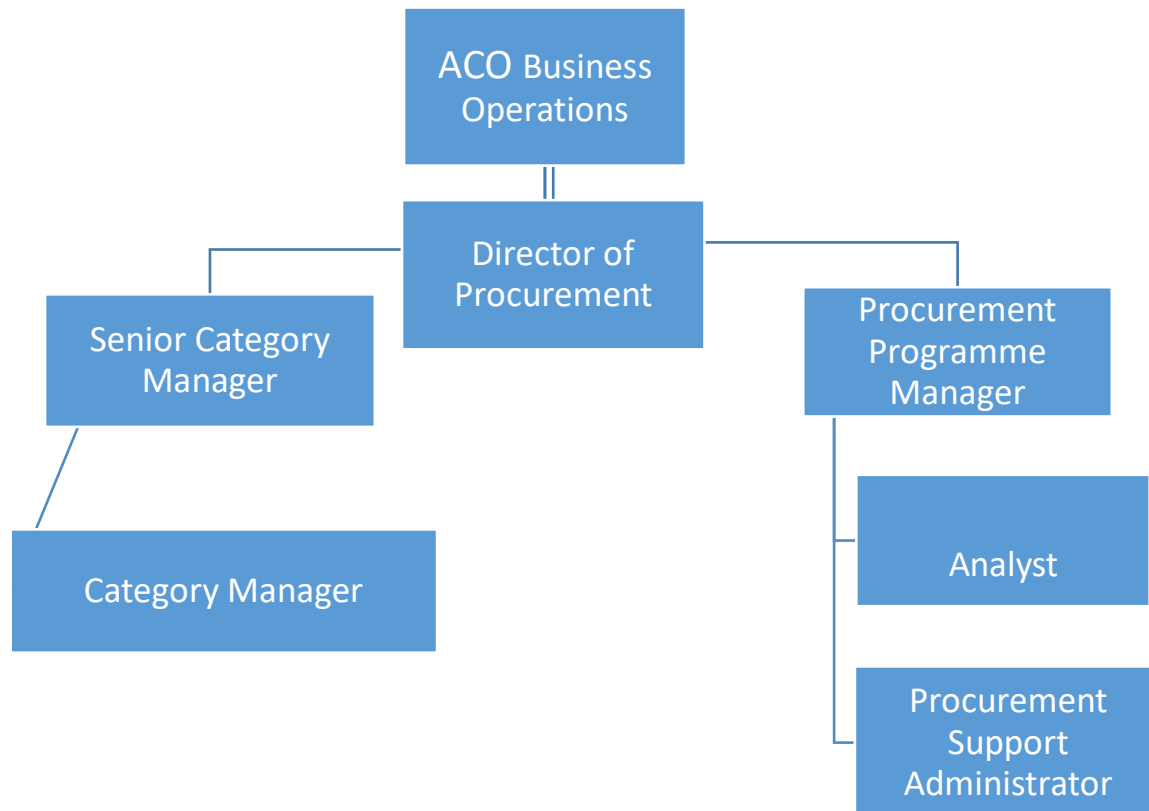 ACO Business
Operations
Director of
Procurement
Senior Category
Manager
Procurement
Programme
Manager
Category Manager
Analyst
Procurement
Support
Administrator